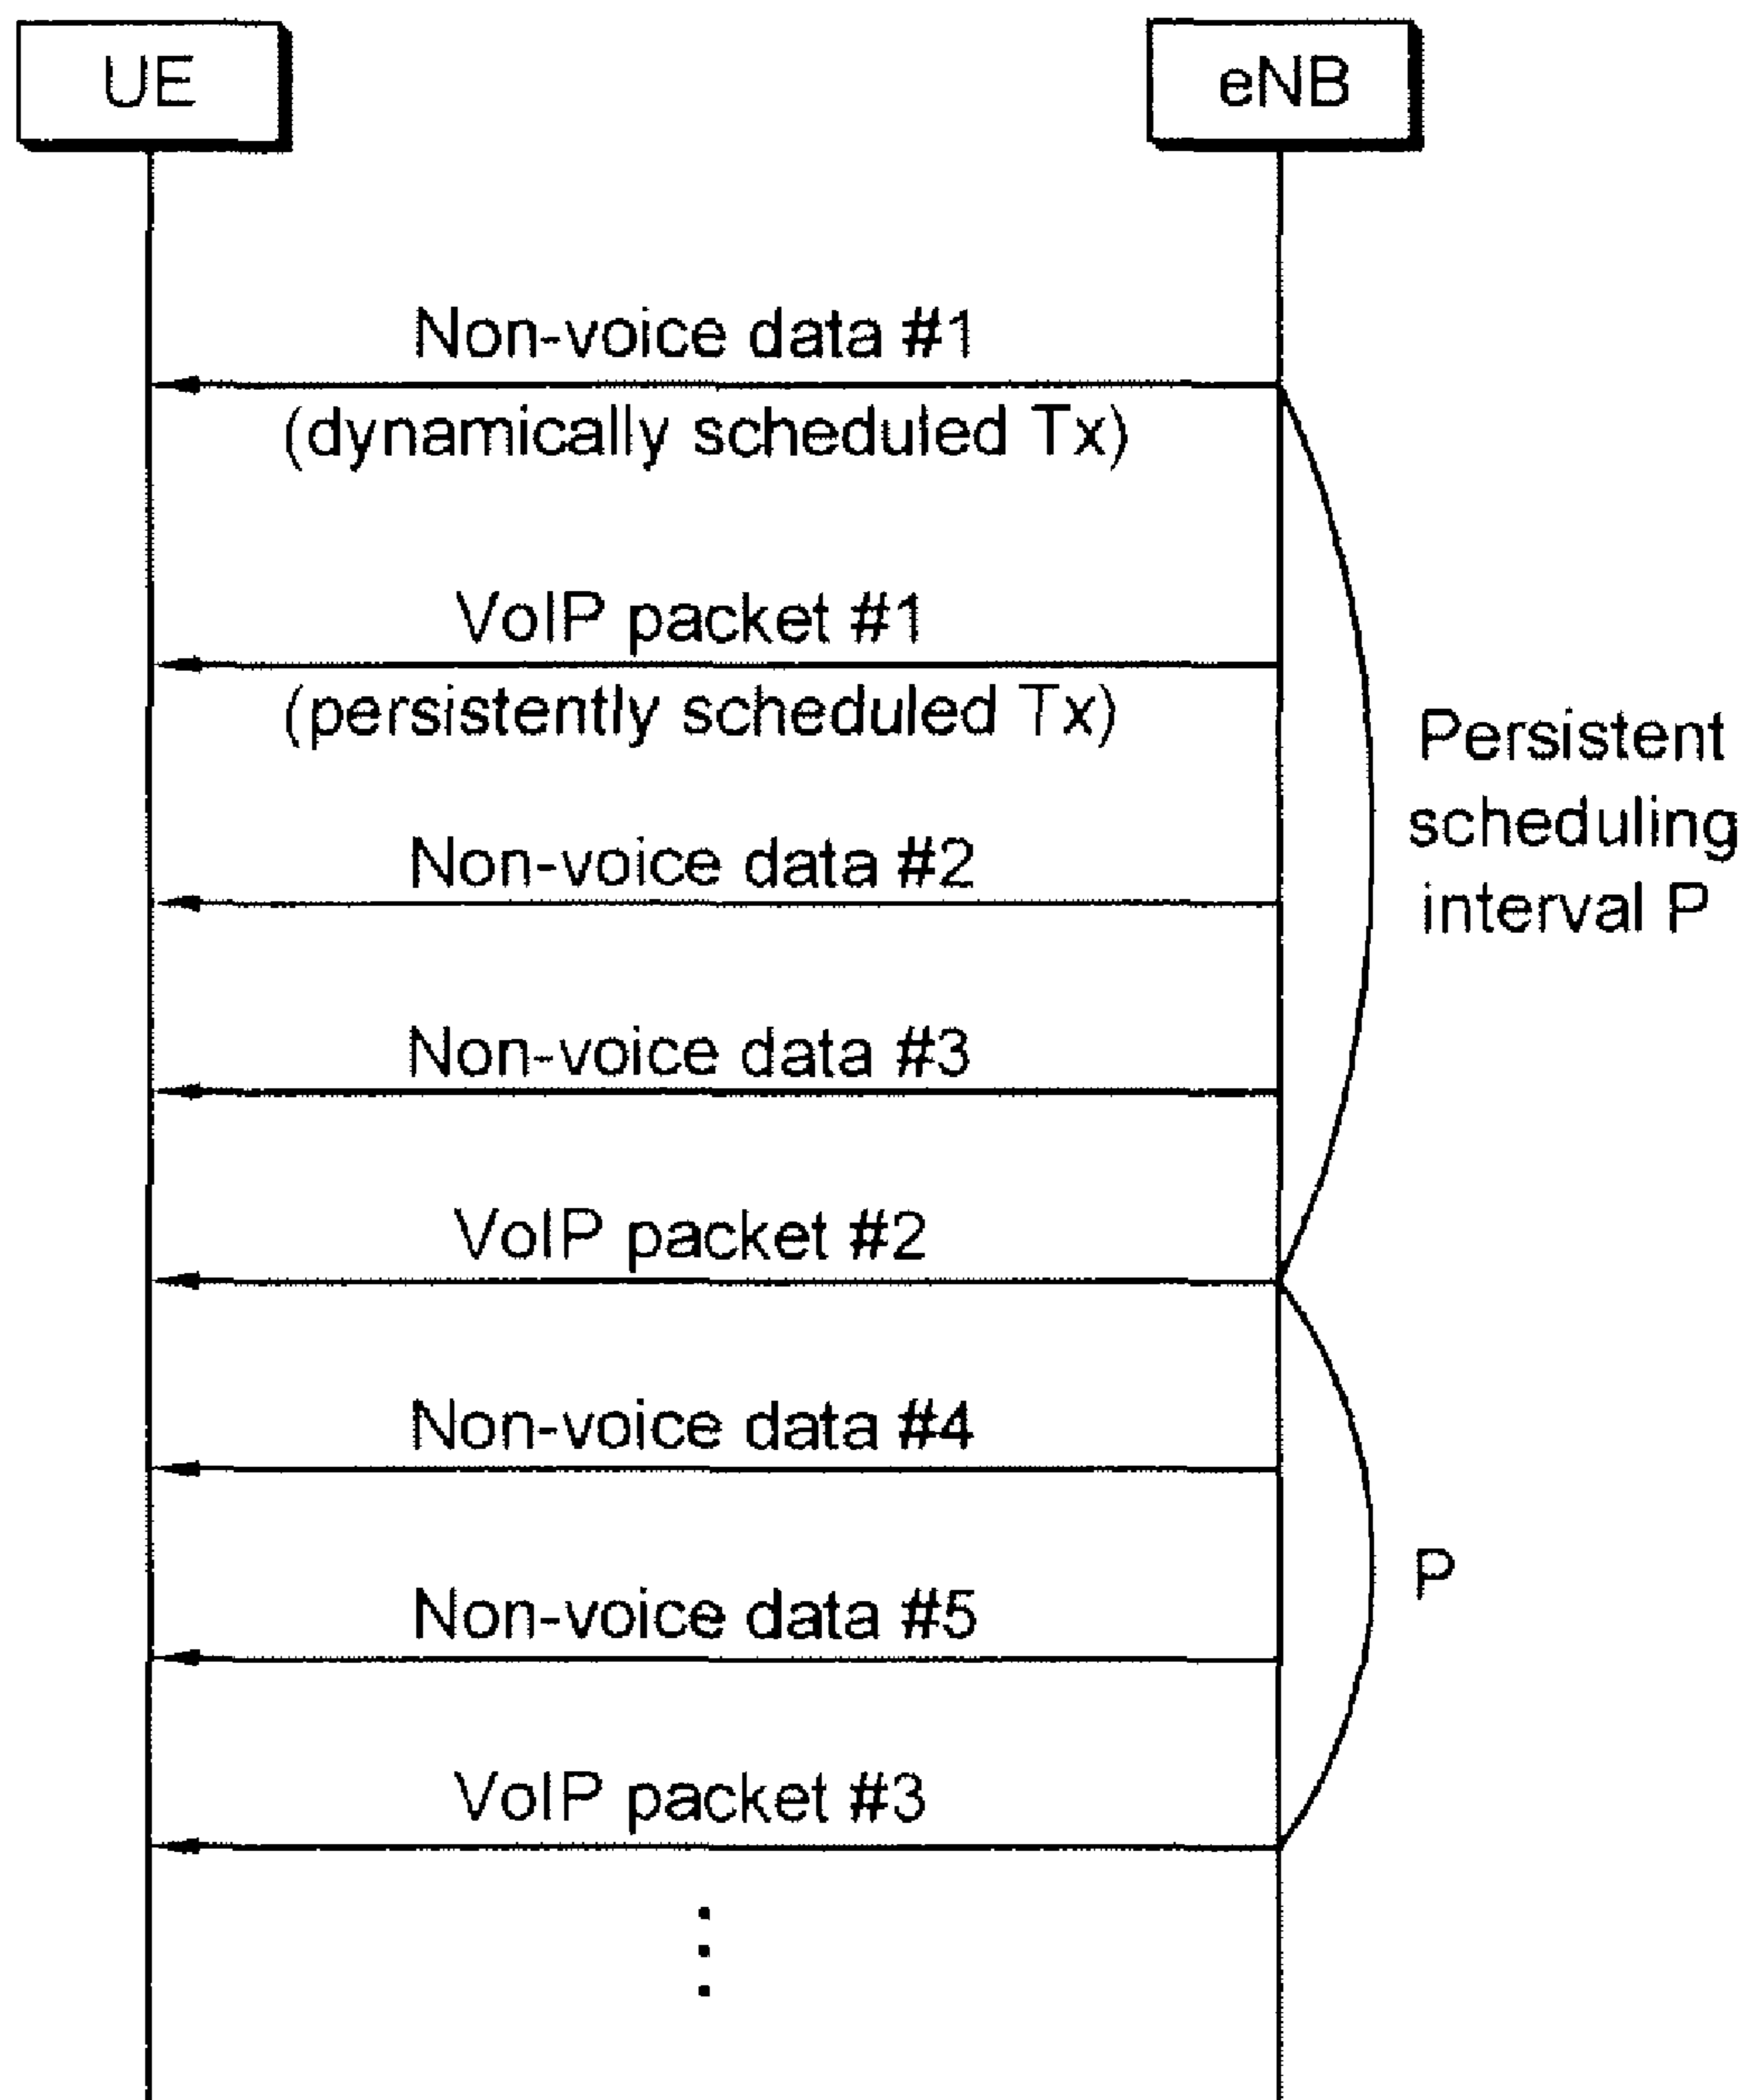 UE
eNB
Non-voice data #1
(dynamically scheduled Tx)
VoIP packet #1
(persistently scheduled Tx)
Persistent
scheduling
interval P
Non-voice data #2
Non-voice data #3
VoIP packet #2
Non-voice data #4
P
Non-voice data #5
VoIP packet #3